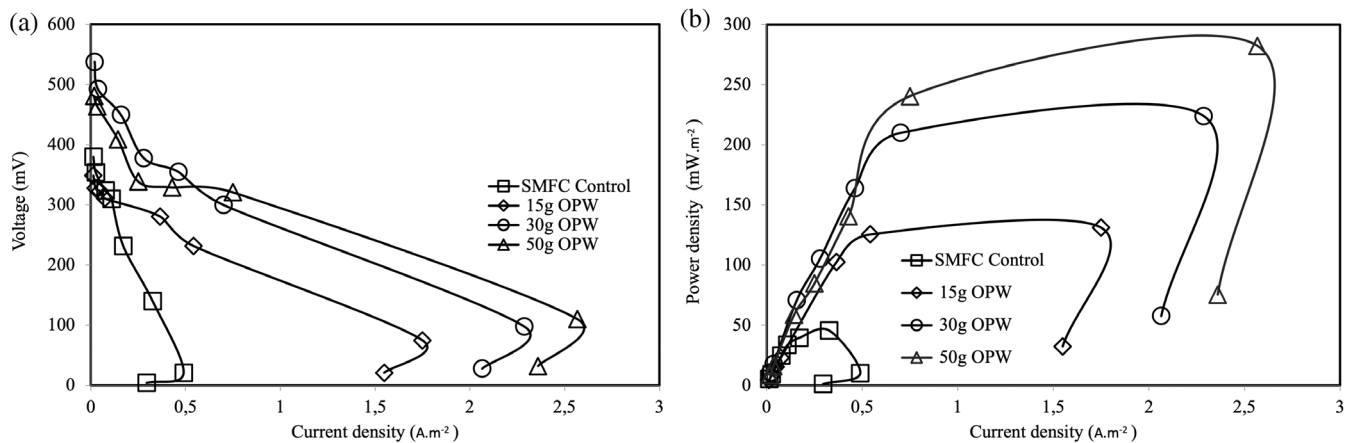 (a)
600
500
400
300
200
100
0
Voltage (mV)
0
0,5
1
1,5
2
2,5
3
Current density (A.m-2)
SMFC Control
15g OPW
30g OPW
50g OPW
(b)
300
250
200
150
100
50
0
Power density (mW.m-2)
0
0,5
1
1,5
2
2,5
3
Current density (A.m-2)
SMFC Control
15g OPW
30g OPW
50g OPW